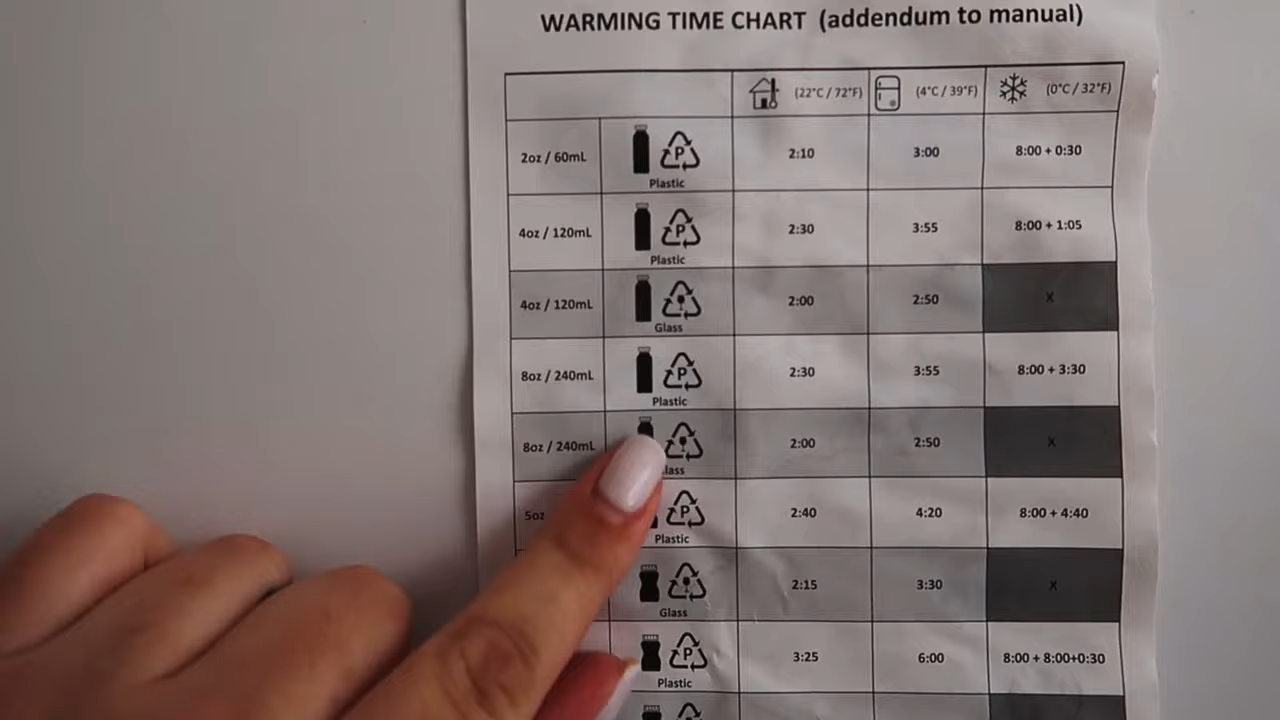 WARMING TIME CHART (addendum to manual)
(22°C / 72°F) (4°C / 39°F) (0°C / 32°F)
2oz / 60mL P Plastic 2:10 3:00 8:00 + 0:30
4oz / 120mL P Plastic 2:30 3:55 8:00 + 1:05
4oz / 120mL Glass 2:00 2:50 X
8oz / 240mL P Plastic 2:30 3:55 8:00 + 3:30
8oz / 240mL lass 2:00 2:50 X
5oz P Plastic 2:40 4:20 8:00 + 4:40
Glass 2:15 3:30 X
P Plastic 3:25 6:00 8:00 + 8:00+0:30